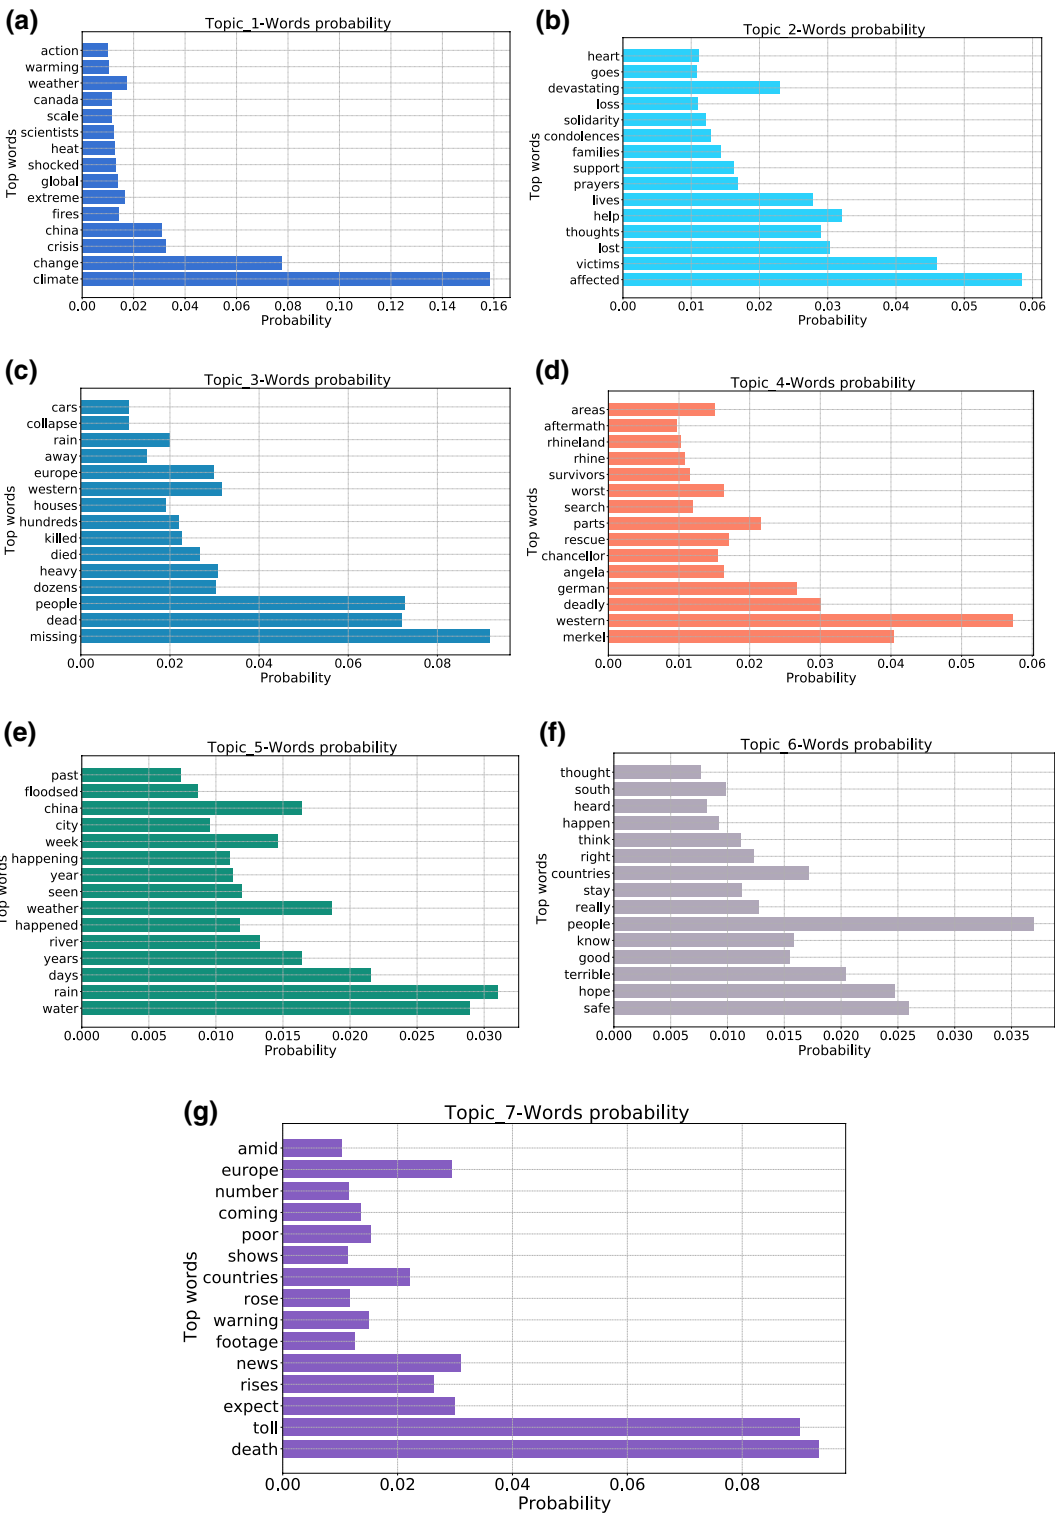 (a)
Topic_1-Words probability
Top words
action
warming
weather
canada
scale
scientists
heat
shocked
global
extreme
fires
china
crisis
change
climate
0.00 0.02 0.04 0.06 0.08 0.10 0.12 0.14 0.16
Probability
(b)
Topic 2-Words probability
Top words
heart
goes
devastating
loss
solidarity
condolences
families
support
prayers
lives
help
thoughts
lost
victims
affected
0.00 0.01 0.02 0.03 0.04 0.05 0.06
Probability
(c)
Topic_3-Words probability
Top words
cars
collapse
rain
away
europe
western
houses
hundreds
killed
died
heavy
dozens
people
dead
missing
0.00 0.02 0.04 0.06 0.08
Probability
(d)
Topic_4-Words probability
Top words
areas
aftermath
rhineland
rhine
survivors
worst
search
parts
rescue
chancellor
angela
german
deadly
western
merkel
0.00 0.01 0.02 0.03 0.04 0.05 0.06
Probability
(e)
Topic_5-Words probability
Top words
past
floodsed
china
city
week
happening
year
seen
weather
happened
river
years
days
rain
water
0.000 0.005 0.010 0.015 0.020 0.025 0.030
Probability
(f)
Topic_6-Words probability
Top words
thought
south
heard
happen
think
right
countries
stay
really
people
know
good
terrible
hope
safe
0.000 0.005 0.010 0.015 0.020 0.025 0.030 0.035
Probability
(g)
Topic_7-Words probability
Top words
amid
europe
number
coming
poor
shows
countries
rose
warning
footage
news
rises
expect
toll
death
0.00 0.02 0.04 0.06 0.08
Probability